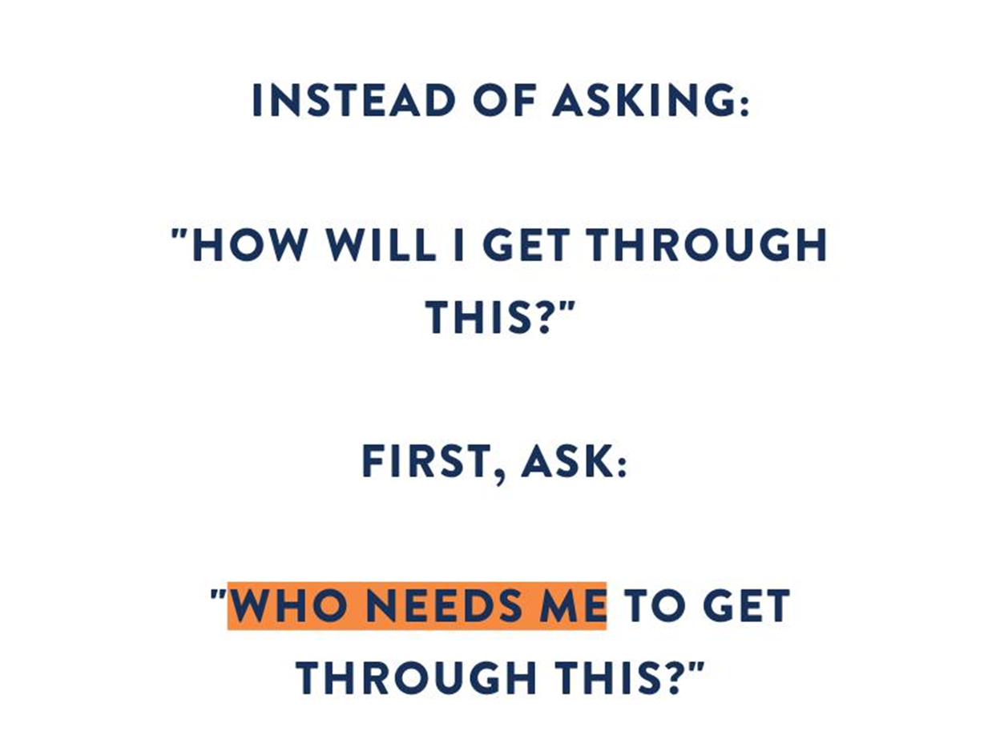 INSTEAD OF ASKING:
"HOW WILL I GET THROUGH
THIS?"
FIRST, ASK:
"WHO NEEDS ME TO GET
THROUGH THIS?"